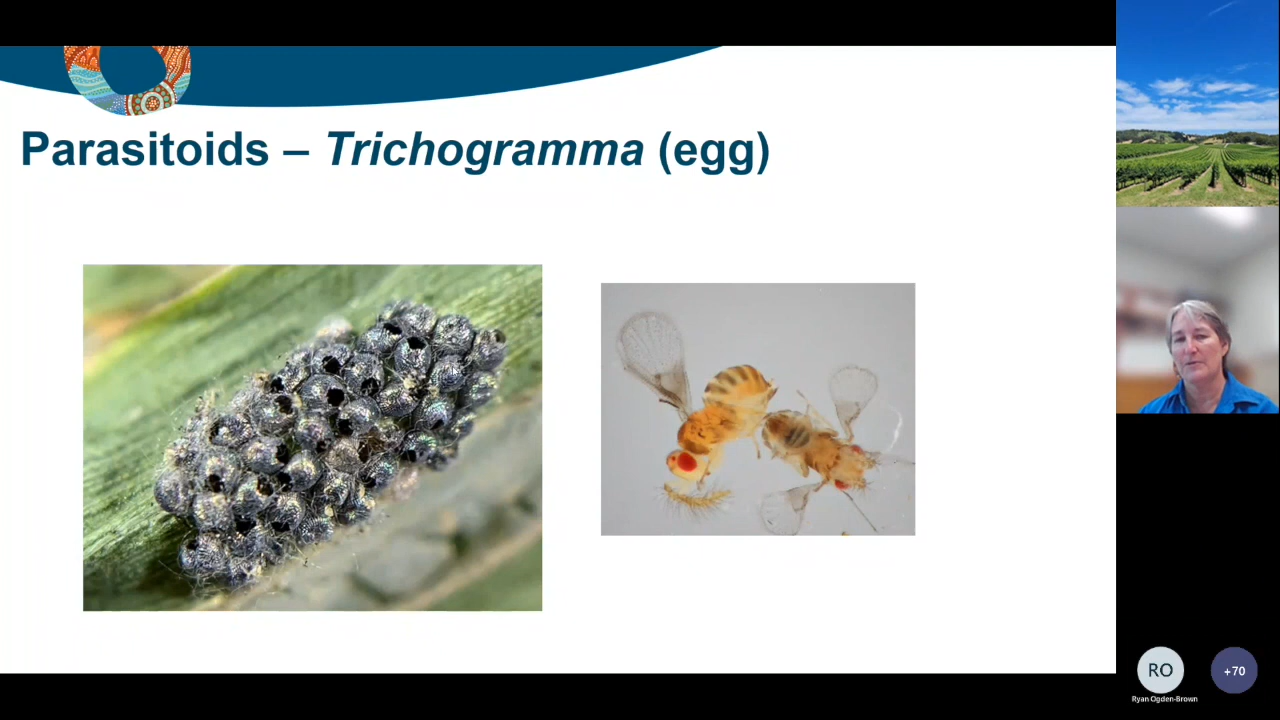 Parasitoids – Trichogramma (egg)
RO
+70
Ryan Ogden-Brown